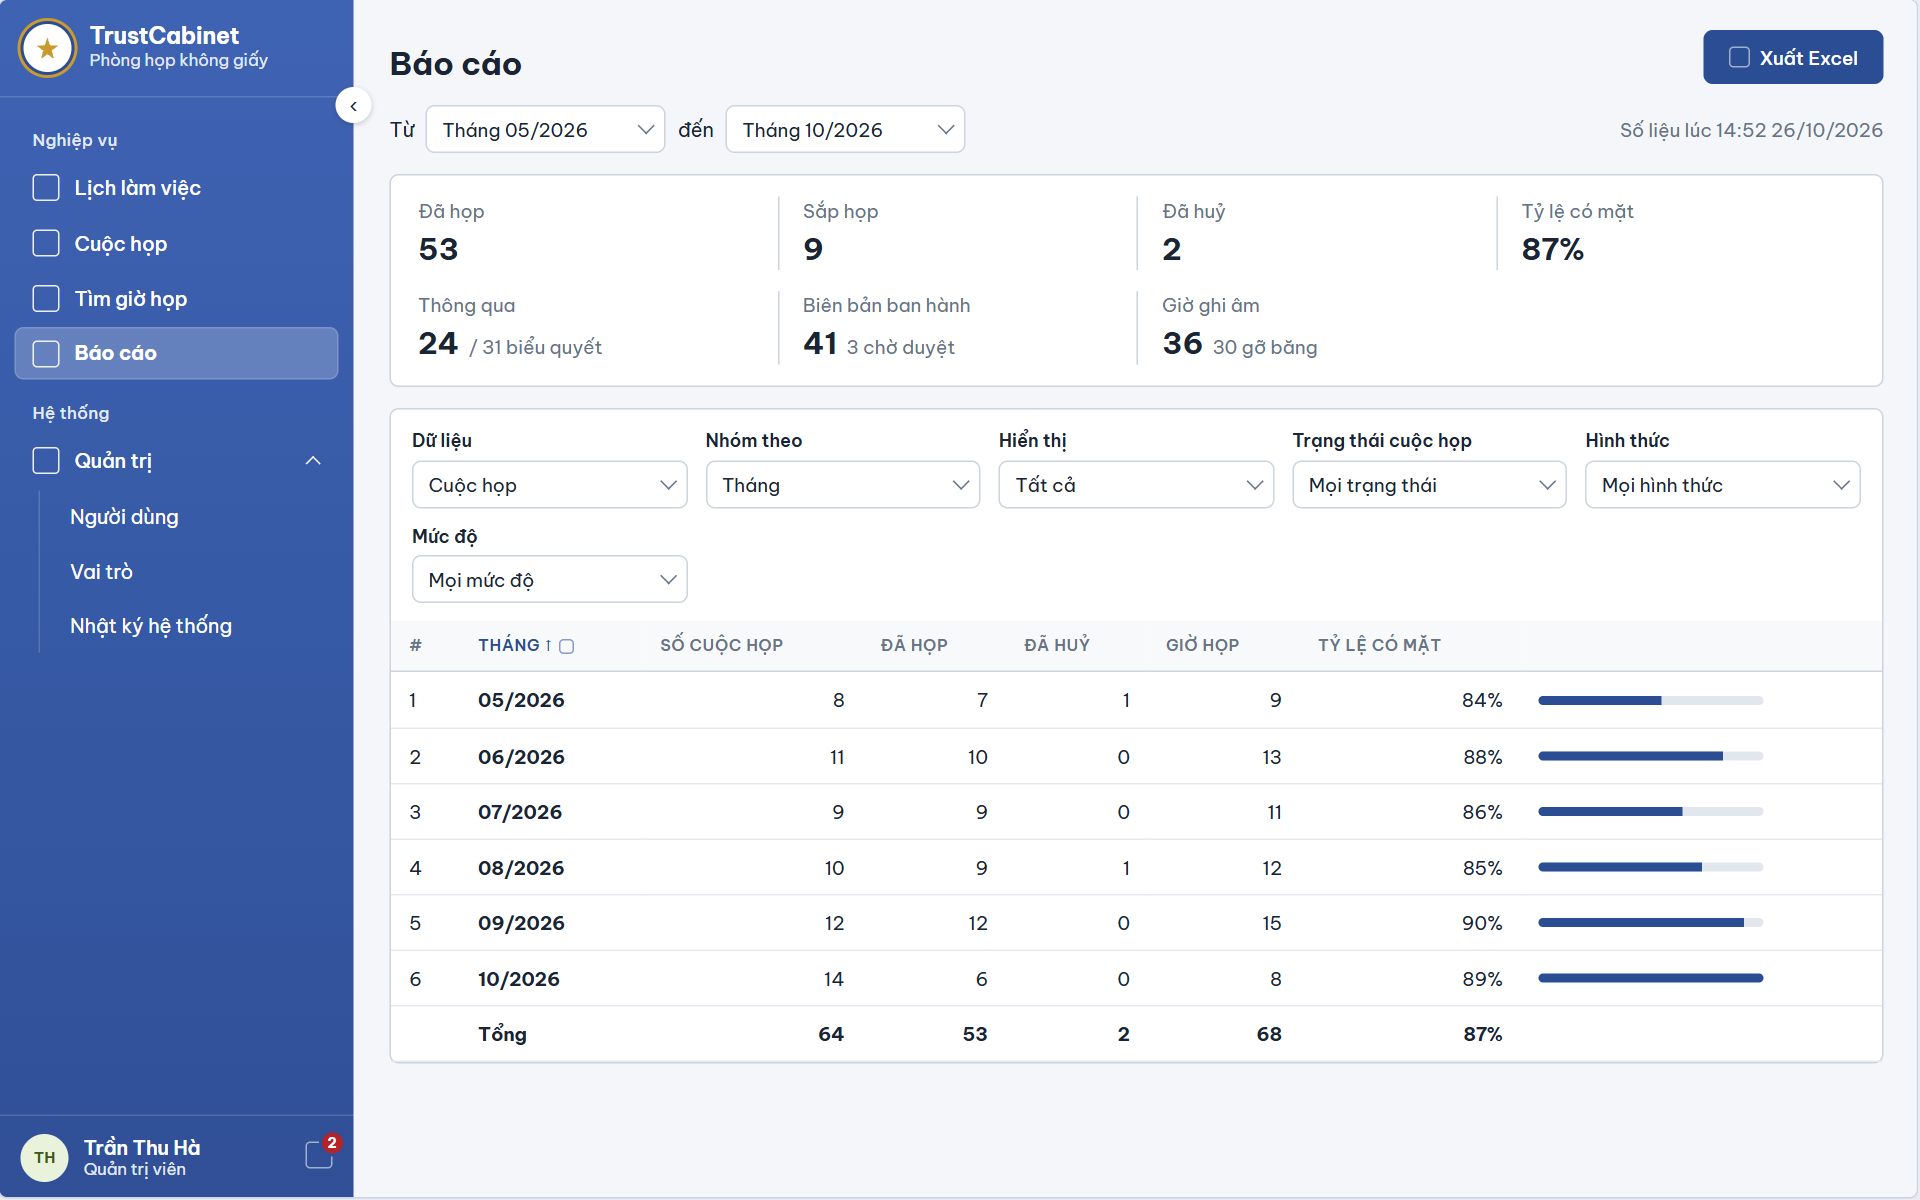 TrustCabinet
Phòng họp không giấy
Nghiệp vụ
Lịch làm việc
Cuộc họp
Tìm giờ họp
Báo cáo
Hệ thống
Quản trị
Người dùng
Vai trò
Nhật ký hệ thống
TH
Trần Thu Hà
Quản trị viên
2
Báo cáo
Xuất Excel
Từ Tháng 05/2026 đến Tháng 10/2026
Số liệu lúc 14:52 26/10/2026
Đã họp Sắp họp Đã huỷ Tỷ lệ có mặt
53 9 2 87%
Thông qua Biên bản ban hành Giờ ghi âm
24 / 31 biểu quyết 41 3 chờ duyệt 36 30 gỡ băng
Dữ liệu Nhóm theo Hiển thị Trạng thái cuộc họp Hình thức
Cuộc họp Tháng Tất cả Mọi trạng thái Mọi hình thức
Mức độ
Mọi mức độ
# THÁNG ↑ SỐ CUỘC HỌP ĐÃ HỌP ĐÃ HUỶ GIỜ HỌP TỶ LỆ CÓ MẶT
1 05/2026 8 7 1 9 84%
2 06/2026 11 10 0 13 88%
3 07/2026 9 9 0 11 86%
4 08/2026 10 9 1 12 85%
5 09/2026 12 12 0 15 90%
6 10/2026 14 6 0 8 89%
Tổng 64 53 2 68 87%